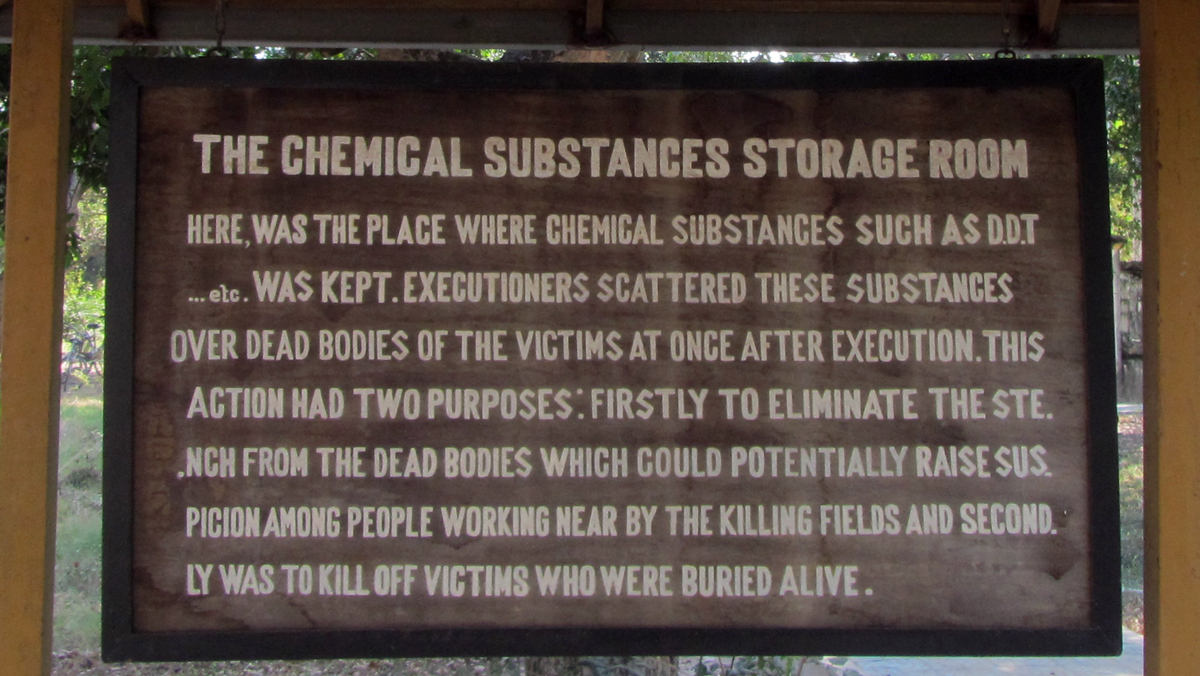 THE CHEMICAL SUBSTANCES STORAGE ROOM
HERE, WAS THE PLACE WHERE CHEMICAL SUBSTANCES SUCH AS D.D.T
... etc. WAS KEPT. EXECUTIONERS SCATTERED THESE SUBSTANCES
OVER DEAD BODIES OF THE VICTIMS AT ONCE AFTER EXECUTION. THIS
ACTION HAD TWO PURPOSES: FIRSTLY TO ELIMINATE THE STE.
.NCH FROM THE DEAD BODIES WHICH COULD POTENTIALLY RAISE SUS.
PICION AMONG PEOPLE WORKING NEAR BY THE KILLING FIELDS AND SECOND.
LY WAS TO KILL OFF VICTIMS WHO WERE BURIED ALIVE.